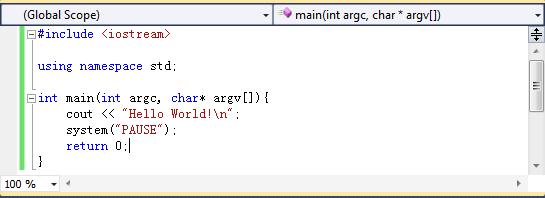 (Global Scope) main(int argc, char * argv[])
#include <iostream>
using namespace std;
int main(int argc, char* argv[]){
    cout << "Hello World!\n";
    system("PAUSE");
    return 0;
}
100 %